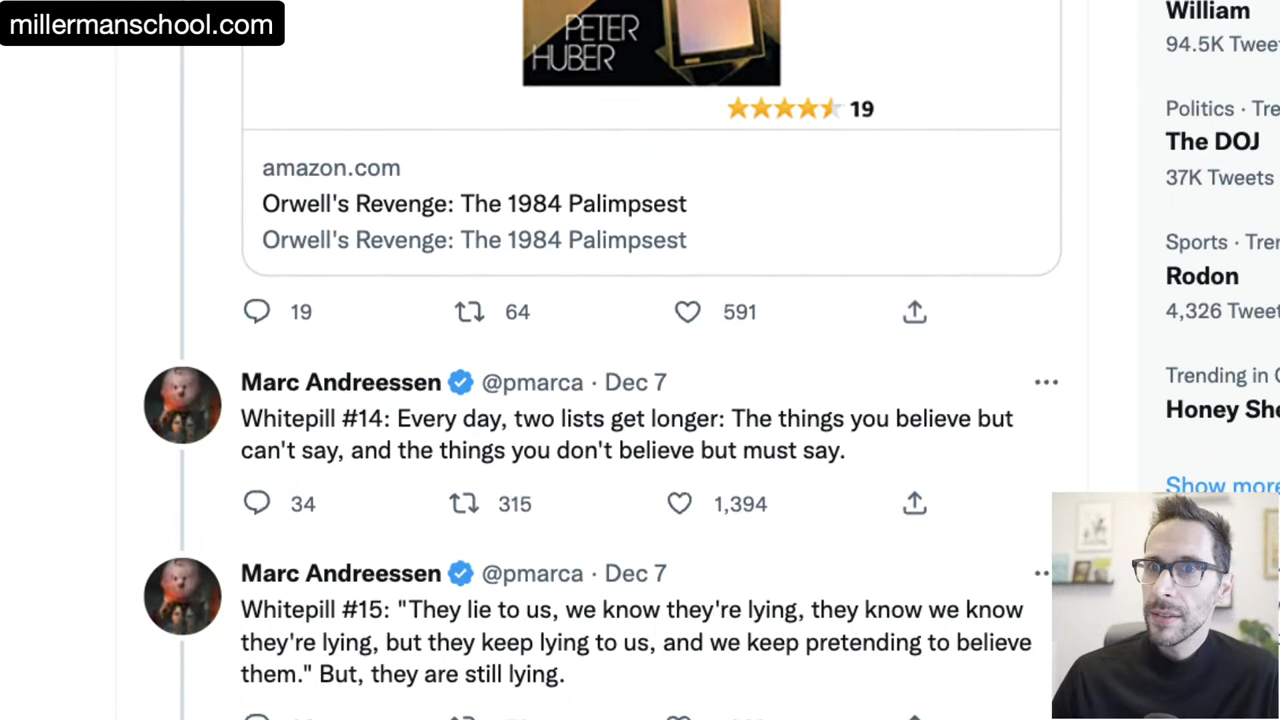 millermanschool.com
PETER
HUBER
19
amazon.com
Orwell's Revenge: The 1984 Palimpsest
Orwell's Revenge: The 1984 Palimpsest
19 64 591
Marc Andreessen @pmarca · Dec 7
Whitepill #14: Every day, two lists get longer: The things you believe but
can't say, and the things you don't believe but must say.
34 315 1,394
Marc Andreessen @pmarca · Dec 7
Whitepill #15: "They lie to us, we know they're lying, they know we know
they're lying, but they keep lying to us, and we keep pretending to believe
them." But, they are still lying.
William
94.5K Twee
Politics · Tre
The DOJ
37K Tweets
Sports · Tren
Rodon
4,326 Tweet
Trending in C
Honey She
Show more